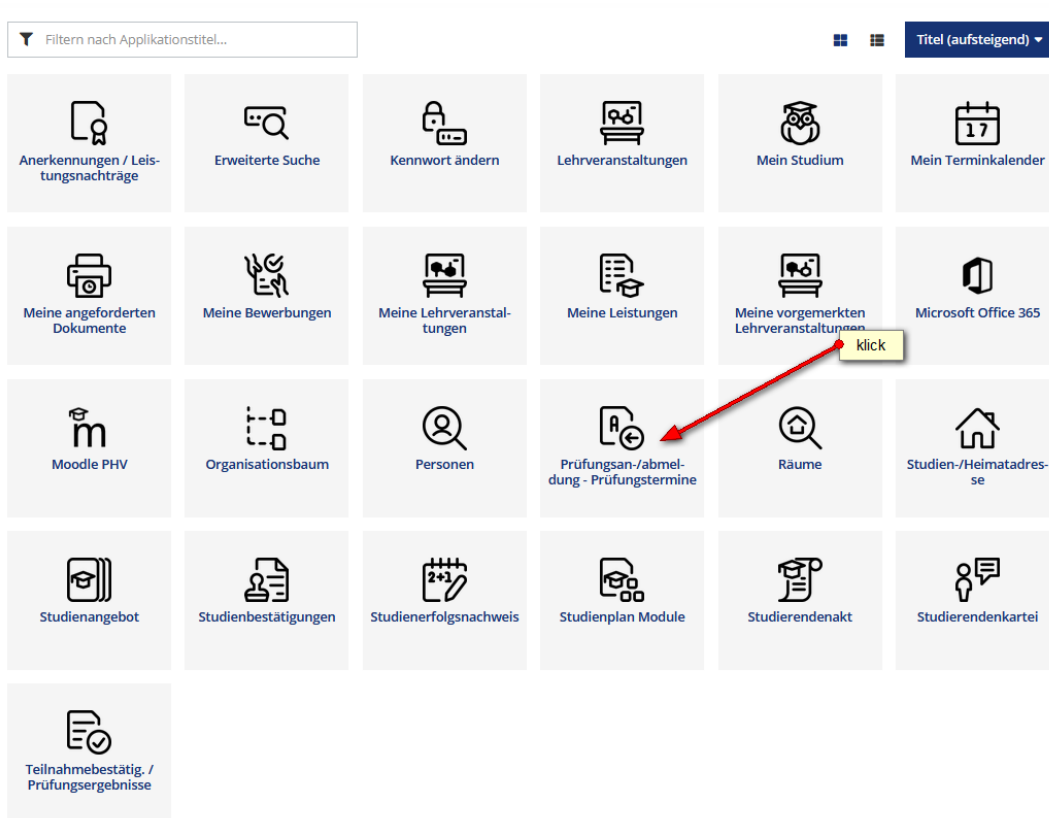 Filtern nach Applikationstitel...
Titel (aufsteigend)
Anerkennungen / Leis-
tungsnachträge
Erweiterte Suche
Kennwort ändern
Lehrveranstaltungen
Mein Studium
17
Mein Terminkalender
Meine angeforderten
Dokumente
Meine Bewerbungen
Meine Lehrveranstal-
tungen
Meine Leistungen
Meine vorgemerkten
Lehrveranstaltungen
Microsoft Office 365
klick
m
Moodle PHV
Organisationsbaum
Personen
A
Prüfungsan-/abmel-
dung - Prüfungstermine
Räume
Studien-/Heimatadres-
se
Studienangebot
Studienbestätigungen
2+1
Studienerfolgsnachweis
Studienplan Module
Studierendenakt
Studierendenkartei
Teilnahmebestätig. /
Prüfungsergebnisse